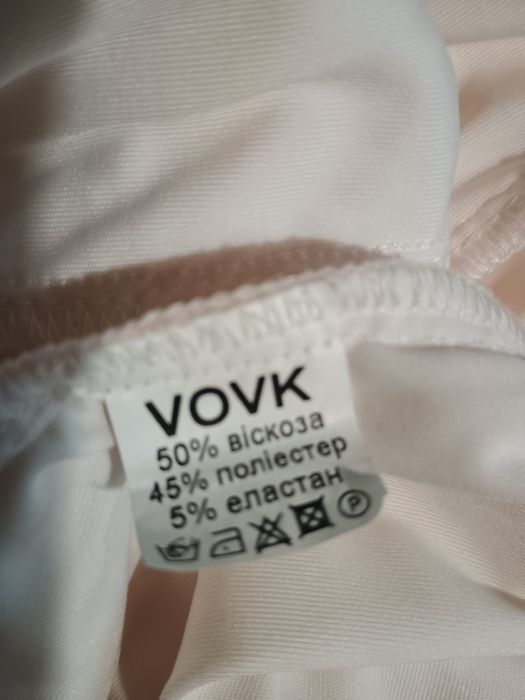 VOVK
50% віскоза
45% поліестер
5% еластан
P